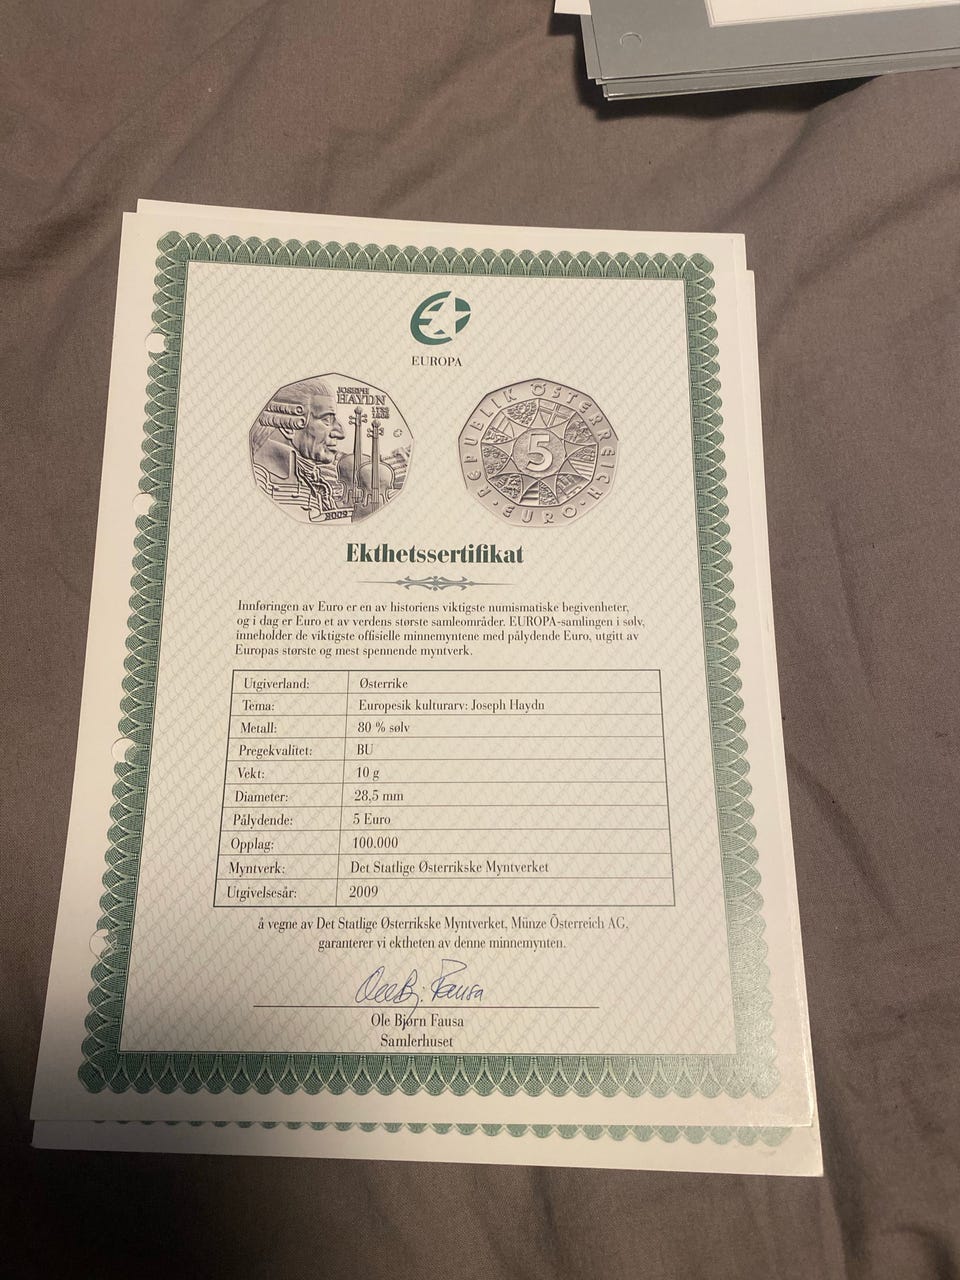 EUROPA
JOSEPH
HAYDN
1732
1809
2009
REPUBLIK ÖSTERREICH
5
· EURO ·
Ekthetssertifikat
Innføringen av Euro er en av historiens viktigste numismatiske begivenheter,
og i dag er Euro et av verdens største samleområder. EUROPA-samlingen i sølv,
inneholder de viktigste offisielle minnemyntene med pålydende Euro, utgitt av
Europas største og mest spennende myntverk.
Utgiverland: Østerrike
Tema: Europesik kulturarv: Joseph Haydn
Metall: 80 % sølv
Pregekvalitet: BU
Vekt: 10 g
Diameter: 28,5 mm
Pålydende: 5 Euro
Opplag: 100.000
Myntverk: Det Statlige Østerrikske Myntverket
Utgivelsesår: 2009
å vegne av Det Statlige Østerrikske Myntverket, Münze Österreich AG,
garanterer vi ektheten av denne minnemynten.
Ole Bj. Fausa
Ole Bjørn Fausa
Samlerhuset